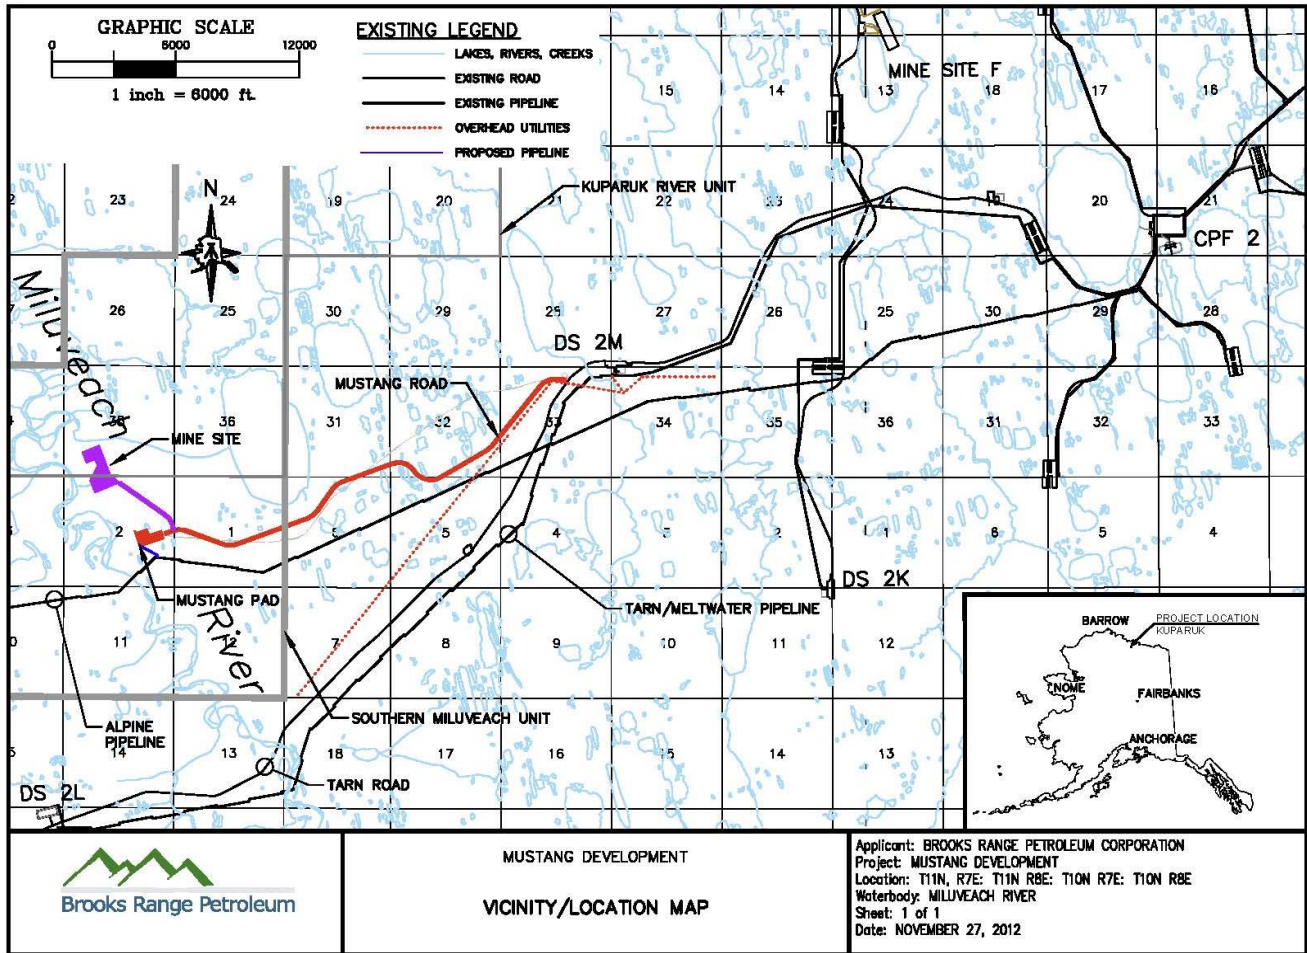 GRAPHIC SCALE
0 6000 12000
1 inch = 6000 ft.
EXISTING LEGEND
LAKES, RIVERS, CREEKS
EXISTING ROAD
EXISTING PIPELINE
OVERHEAD UTILITIES
PROPOSED PIPELINE
MINE SITE F
15 14 13 18 17 16
KUPARUK RIVER UNIT
N
23 24 19 20 21 22 23 24 20 21
CPF 2
Miluveach
River
26 25 30 29 25 27 26 25 30 29 28
DS 2M
MUSTANG ROAD
36 31 32 33 34 35 36 31 32 33
MINE SITE
2 1 6 5 4 3 2 1 6 5 4
DS 2K
MUSTANG PAD
TARN/MELTWATER PIPELINE
11 12 7 8 9 10 11 12
SOUTHERN MILUVEACH UNIT
ALPINE
PIPELINE
14 13 18 17 16 15 14 13
TARN ROAD
DS 2L
BARROW
PROJECT LOCATION
KUPARUK
NOME
FAIRBANKS
ANCHORAGE
Brooks Range Petroleum
MUSTANG DEVELOPMENT
VICINITY/LOCATION MAP
Applicant: BROOKS RANGE PETROLEUM CORPORATION
Project: MUSTANG DEVELOPMENT
Location: T11N, R7E: T11N R8E: T10N R7E: T10N R8E
Waterbody: MILUVEACH RIVER
Sheet: 1 of 1
Date: NOVEMBER 27, 2012